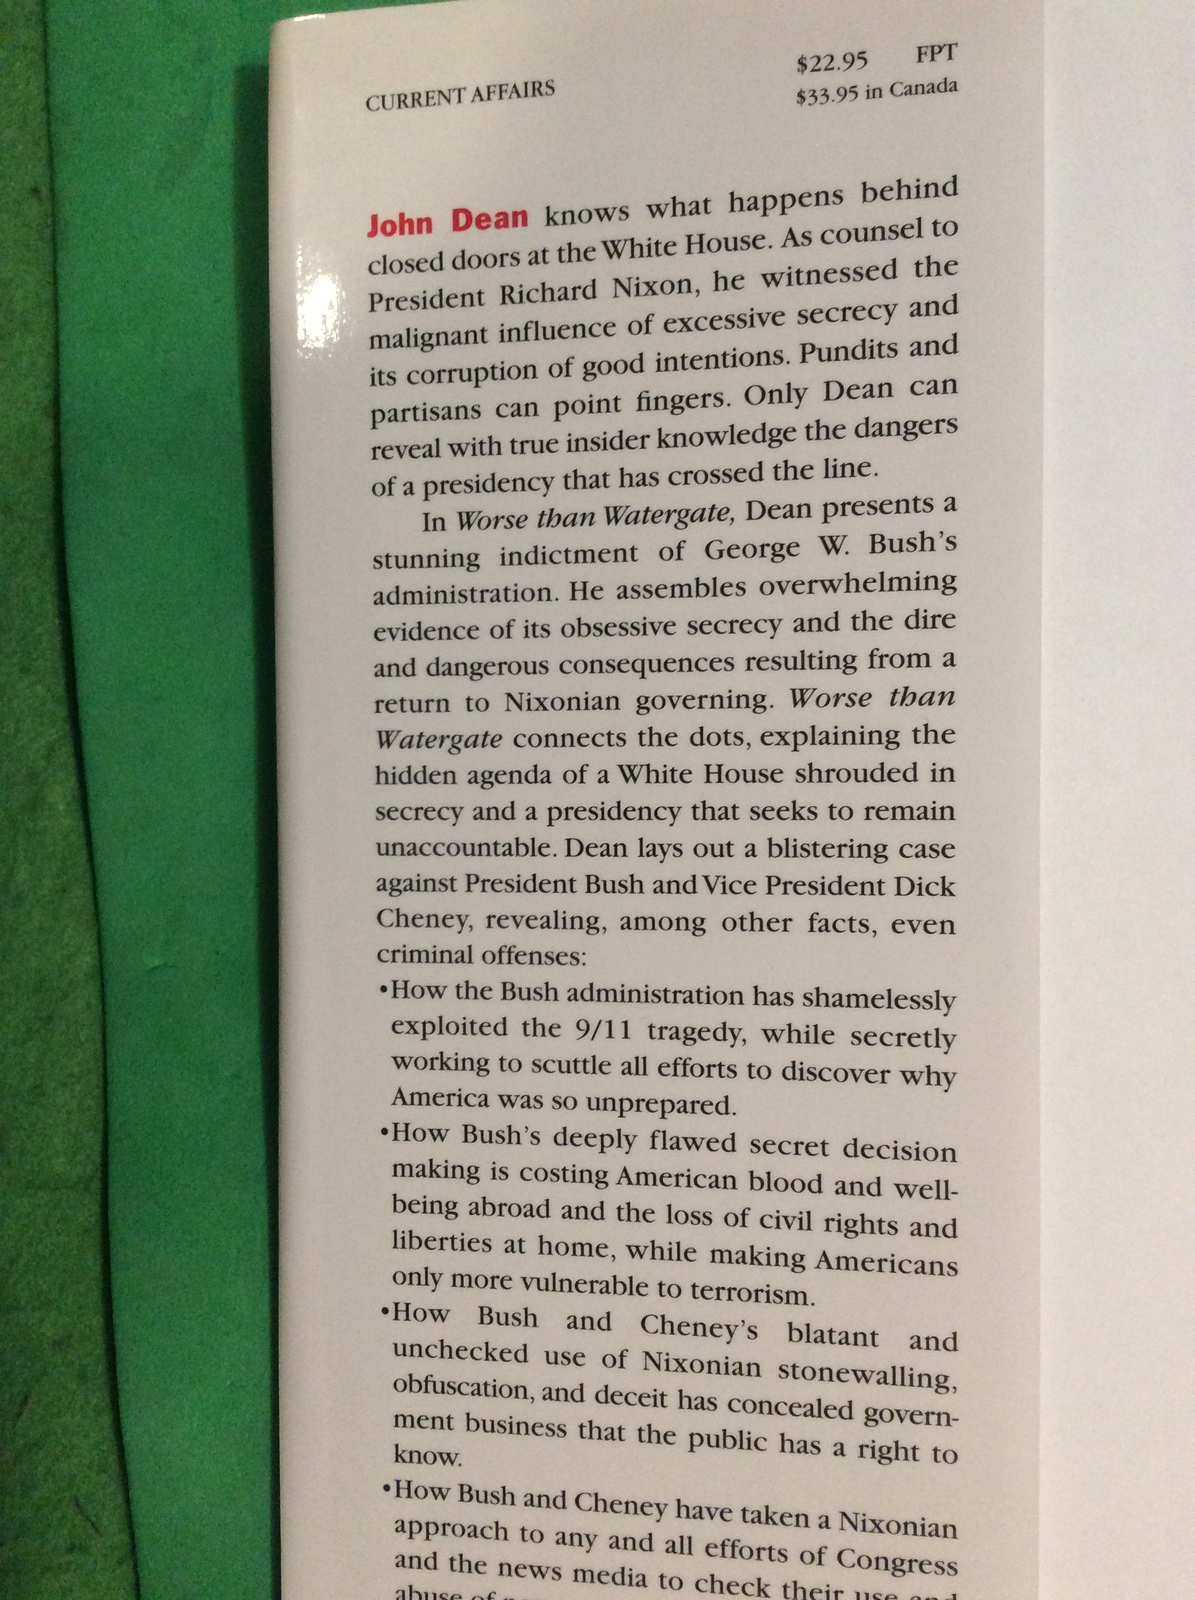 CURRENT AFFAIRS
$22.95 FPT
$33.95 in Canada
John Dean knows what happens behind
closed doors at the White House. As counsel to
President Richard Nixon, he witnessed the
malignant influence of excessive secrecy and
its corruption of good intentions. Pundits and
partisans can point fingers. Only Dean can
reveal with true insider knowledge the dangers
of a presidency that has crossed the line.
In Worse than Watergate, Dean presents a
stunning indictment of George W. Bush's
administration. He assembles overwhelming
evidence of its obsessive secrecy and the dire
and dangerous consequences resulting from a
return to Nixonian governing. Worse than
Watergate connects the dots, explaining the
hidden agenda of a White House shrouded in
secrecy and a presidency that seeks to remain
unaccountable. Dean lays out a blistering case
against President Bush and Vice President Dick
Cheney, revealing, among other facts, even
criminal offenses:
•How the Bush administration has shamelessly
exploited the 9/11 tragedy, while secretly
working to scuttle all efforts to discover why
America was so unprepared.
•How Bush's deeply flawed secret decision
making is costing American blood and well-
being abroad and the loss of civil rights and
liberties at home, while making Americans
only more vulnerable to terrorism.
•How Bush and Cheney's blatant and
unchecked use of Nixonian stonewalling,
obfuscation, and deceit has concealed govern-
ment business that the public has a right to
know.
•How Bush and Cheney have taken a Nixonian
approach to any and all efforts of Congress
and the news media to check their use and
abuse of